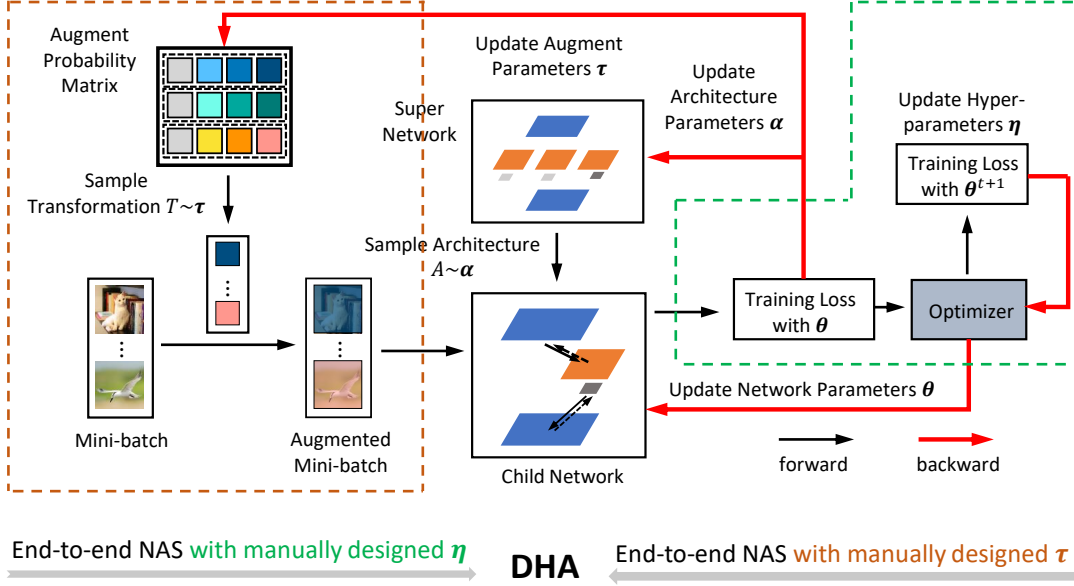 Augment
Probability
Matrix
Sample
Transformation T~τ
Mini-batch
Augmented
Mini-batch
Update Augment
Parameters τ
Super
Network
Update
Architecture
Parameters α
Sample Architecture
A~α
Child Network
Update Hyper-
parameters η
Training Loss
with θ^{t+1}
Training Loss
with θ
Optimizer
Update Network Parameters θ
forward
backward
End-to-end NAS with manually designed η
DHA
End-to-end NAS with manually designed τ